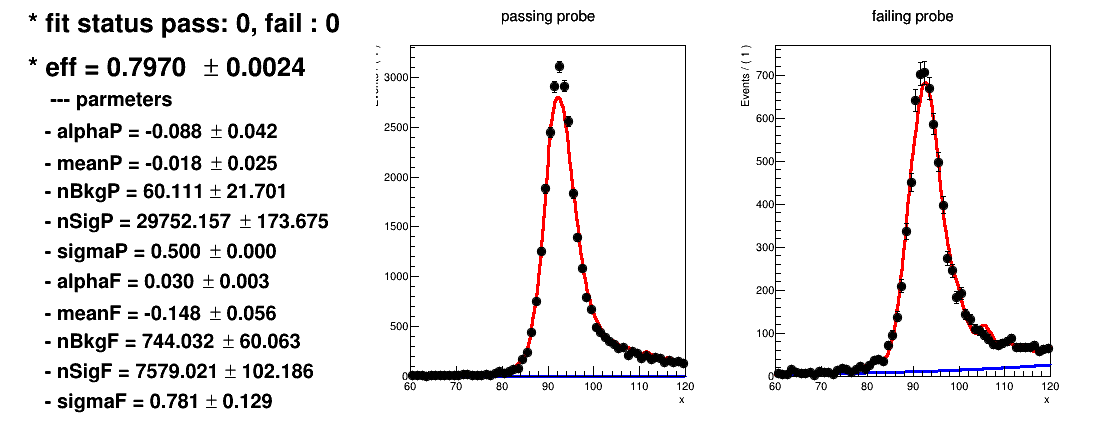 * fit status pass: 0, fail : 0
* eff = 0.7970 ± 0.0024
--- parmeters
- alphaP = -0.088 ± 0.042
- meanP = -0.018 ± 0.025
- nBkgP = 60.111 ± 21.701
- nSigP = 29752.157 ± 173.675
- sigmaP = 0.500 ± 0.000
- alphaF = 0.030 ± 0.003
- meanF = -0.148 ± 0.056
- nBkgF = 744.032 ± 60.063
- nSigF = 7579.021 ± 102.186
- sigmaF = 0.781 ± 0.129
passing probe
3000
2500
2000
1500
1000
500
0
60 70 80 90 100 110 120
x
failing probe
Events / ( 1 )
700
600
500
400
300
200
100
0
60 70 80 90 100 110 120
x